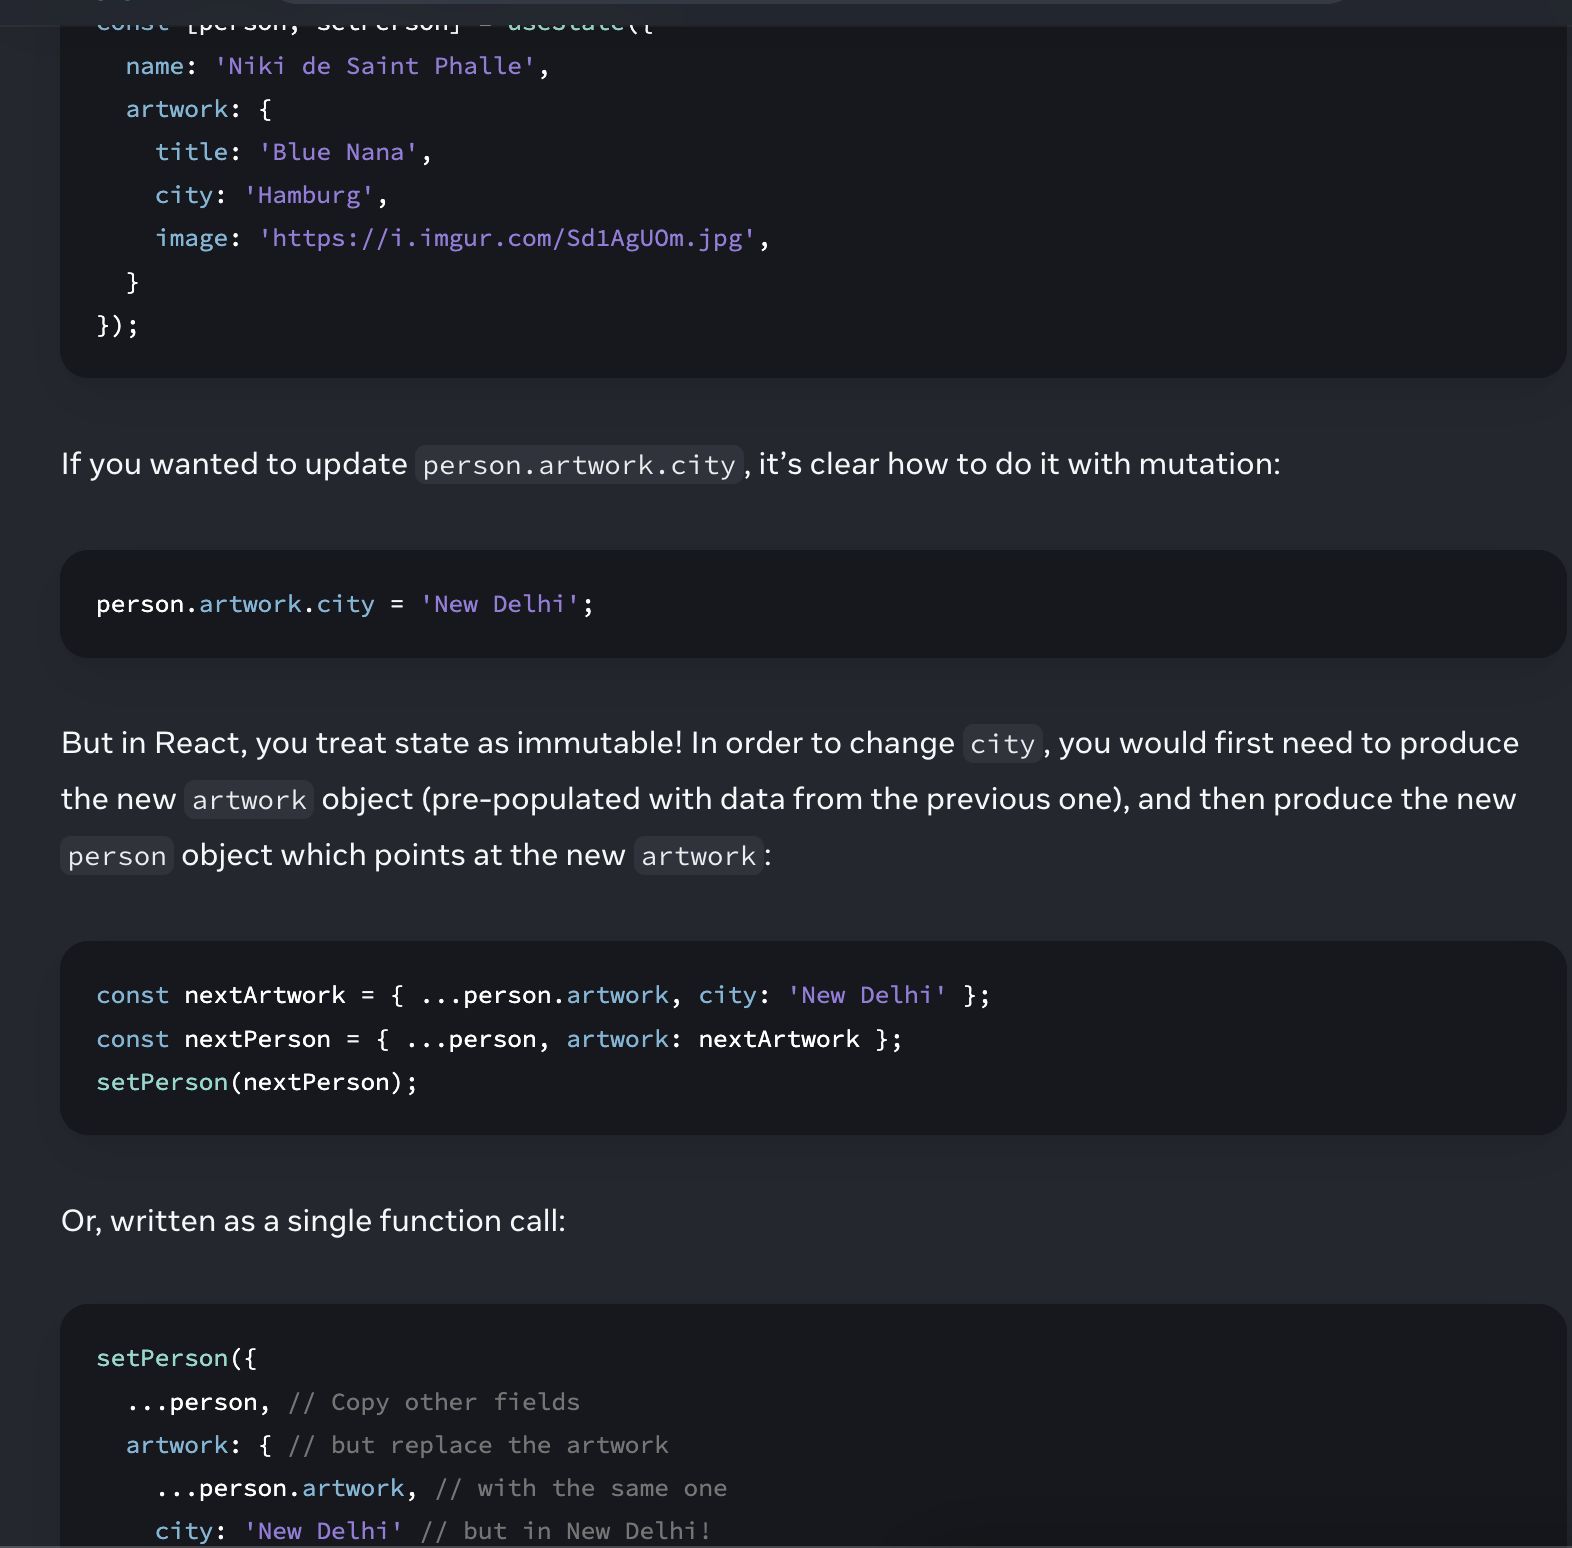 const [person, setPerson] = useState({
name: 'Niki de Saint Phalle',
artwork: {
title: 'Blue Nana',
city: 'Hamburg',
image: 'https://i.imgur.com/Sd1AgUOm.jpg',
}
});
If you wanted to update person.artwork.city, it’s clear how to do it with mutation:
person.artwork.city = 'New Delhi';
But in React, you treat state as immutable! In order to change city, you would first need to produce
the new artwork object (pre-populated with data from the previous one), and then produce the new
person object which points at the new artwork:
const nextArtwork = { ...person.artwork, city: 'New Delhi' };
const nextPerson = { ...person, artwork: nextArtwork };
setPerson(nextPerson);
Or, written as a single function call:
setPerson({
...person, // Copy other fields
artwork: { // but replace the artwork
...person.artwork, // with the same one
city: 'New Delhi' // but in New Delhi!